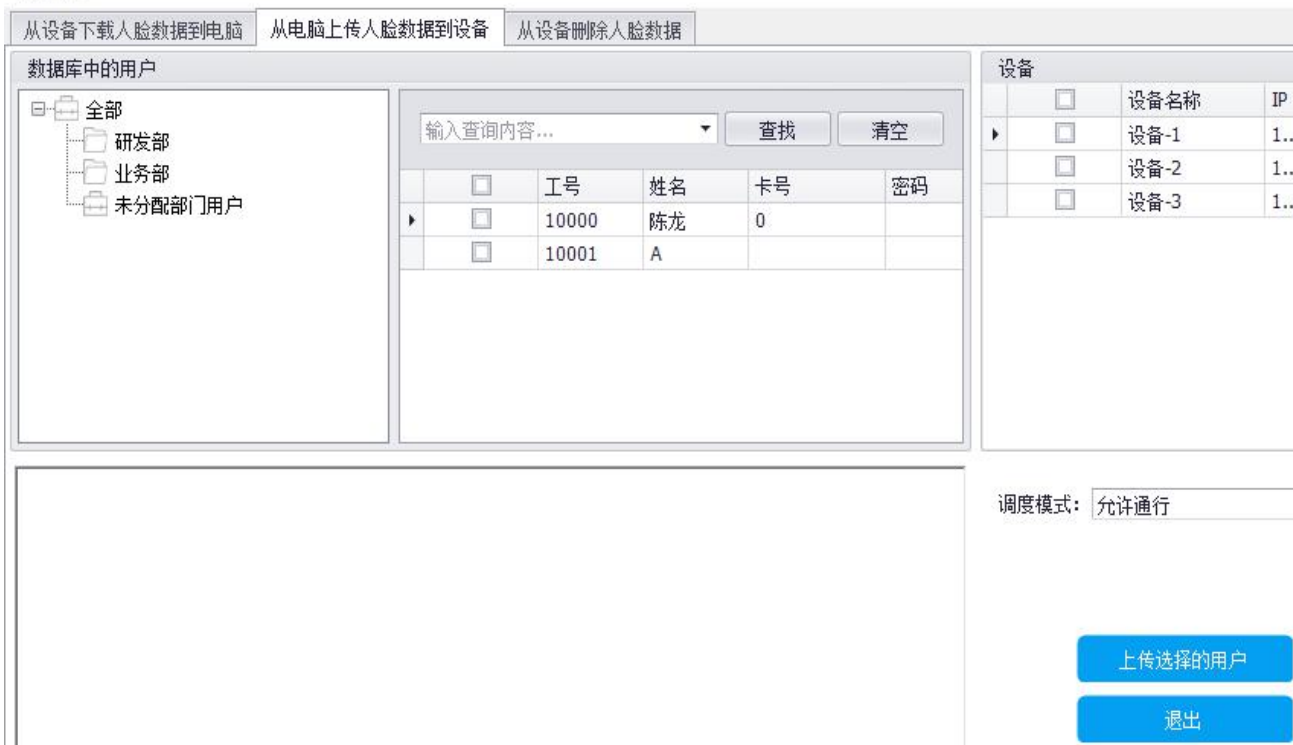 从设备下载人脸数据到电脑 从电脑上传人脸数据到设备 从设备删除人脸数据
数据库中的用户
全部
研发部
业务部
未分配部门用户
输入查询内容... 查找 清空
工号 姓名 卡号 密码
10000 陈龙 0
10001 A
设备
设备名称 IP
设备-1 1..
设备-2 1..
设备-3 1..
调度模式: 允许通行
上传选择的用户
退出